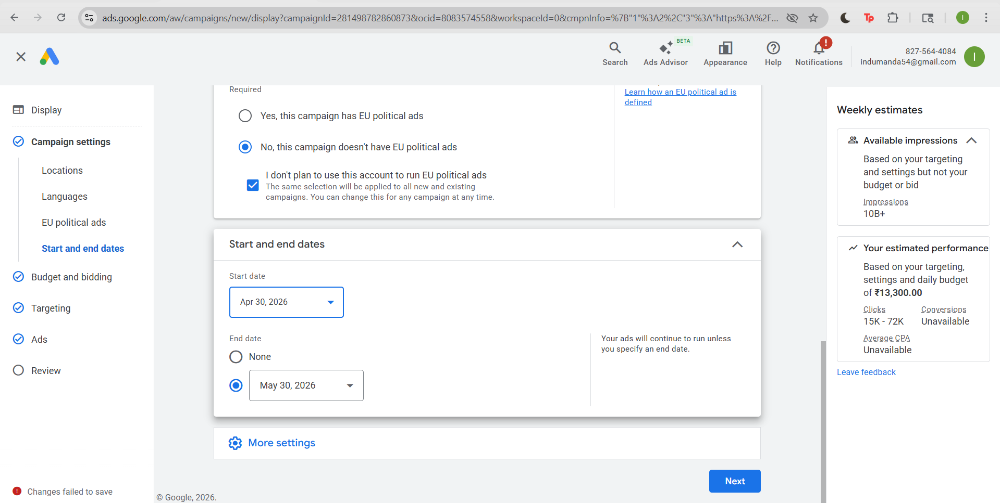 ads.google.com/aw/campaigns/new/display?campaignId=281498782860873&ocid=8083574558&workspaceId=0&cmpnInfo=%7B"1"%3A2%2C"3"%3A"https%3A%2F...
Tp
I
Search
Ads Advisor
BETA
Appearance
Help
Notifications
!
827-564-4084
indumanda54@gmail.com
I
Display
Campaign settings
Locations
Languages
EU political ads
Start and end dates
Budget and bidding
Targeting
Ads
Review
Changes failed to save
Required
Yes, this campaign has EU political ads
No, this campaign doesn't have EU political ads
I don't plan to use this account to run EU political ads
The same selection will be applied to all new and existing
campaigns. You can change this for any campaign at any time.
Learn how an EU political ad is
defined
Start and end dates
Start date
Apr 30, 2026
End date
None
May 30, 2026
Your ads will continue to run unless
you specify an end date.
More settings
Next
© Google, 2026.
Weekly estimates
Available impressions
Based on your targeting
and settings but not your
budget or bid
Impressions
10B+
Your estimated performance
Based on your targeting,
settings and daily budget
of ₹13,300.00
Clicks
15K - 72K
Conversions
Unavailable
Average CPA
Unavailable
Leave feedback